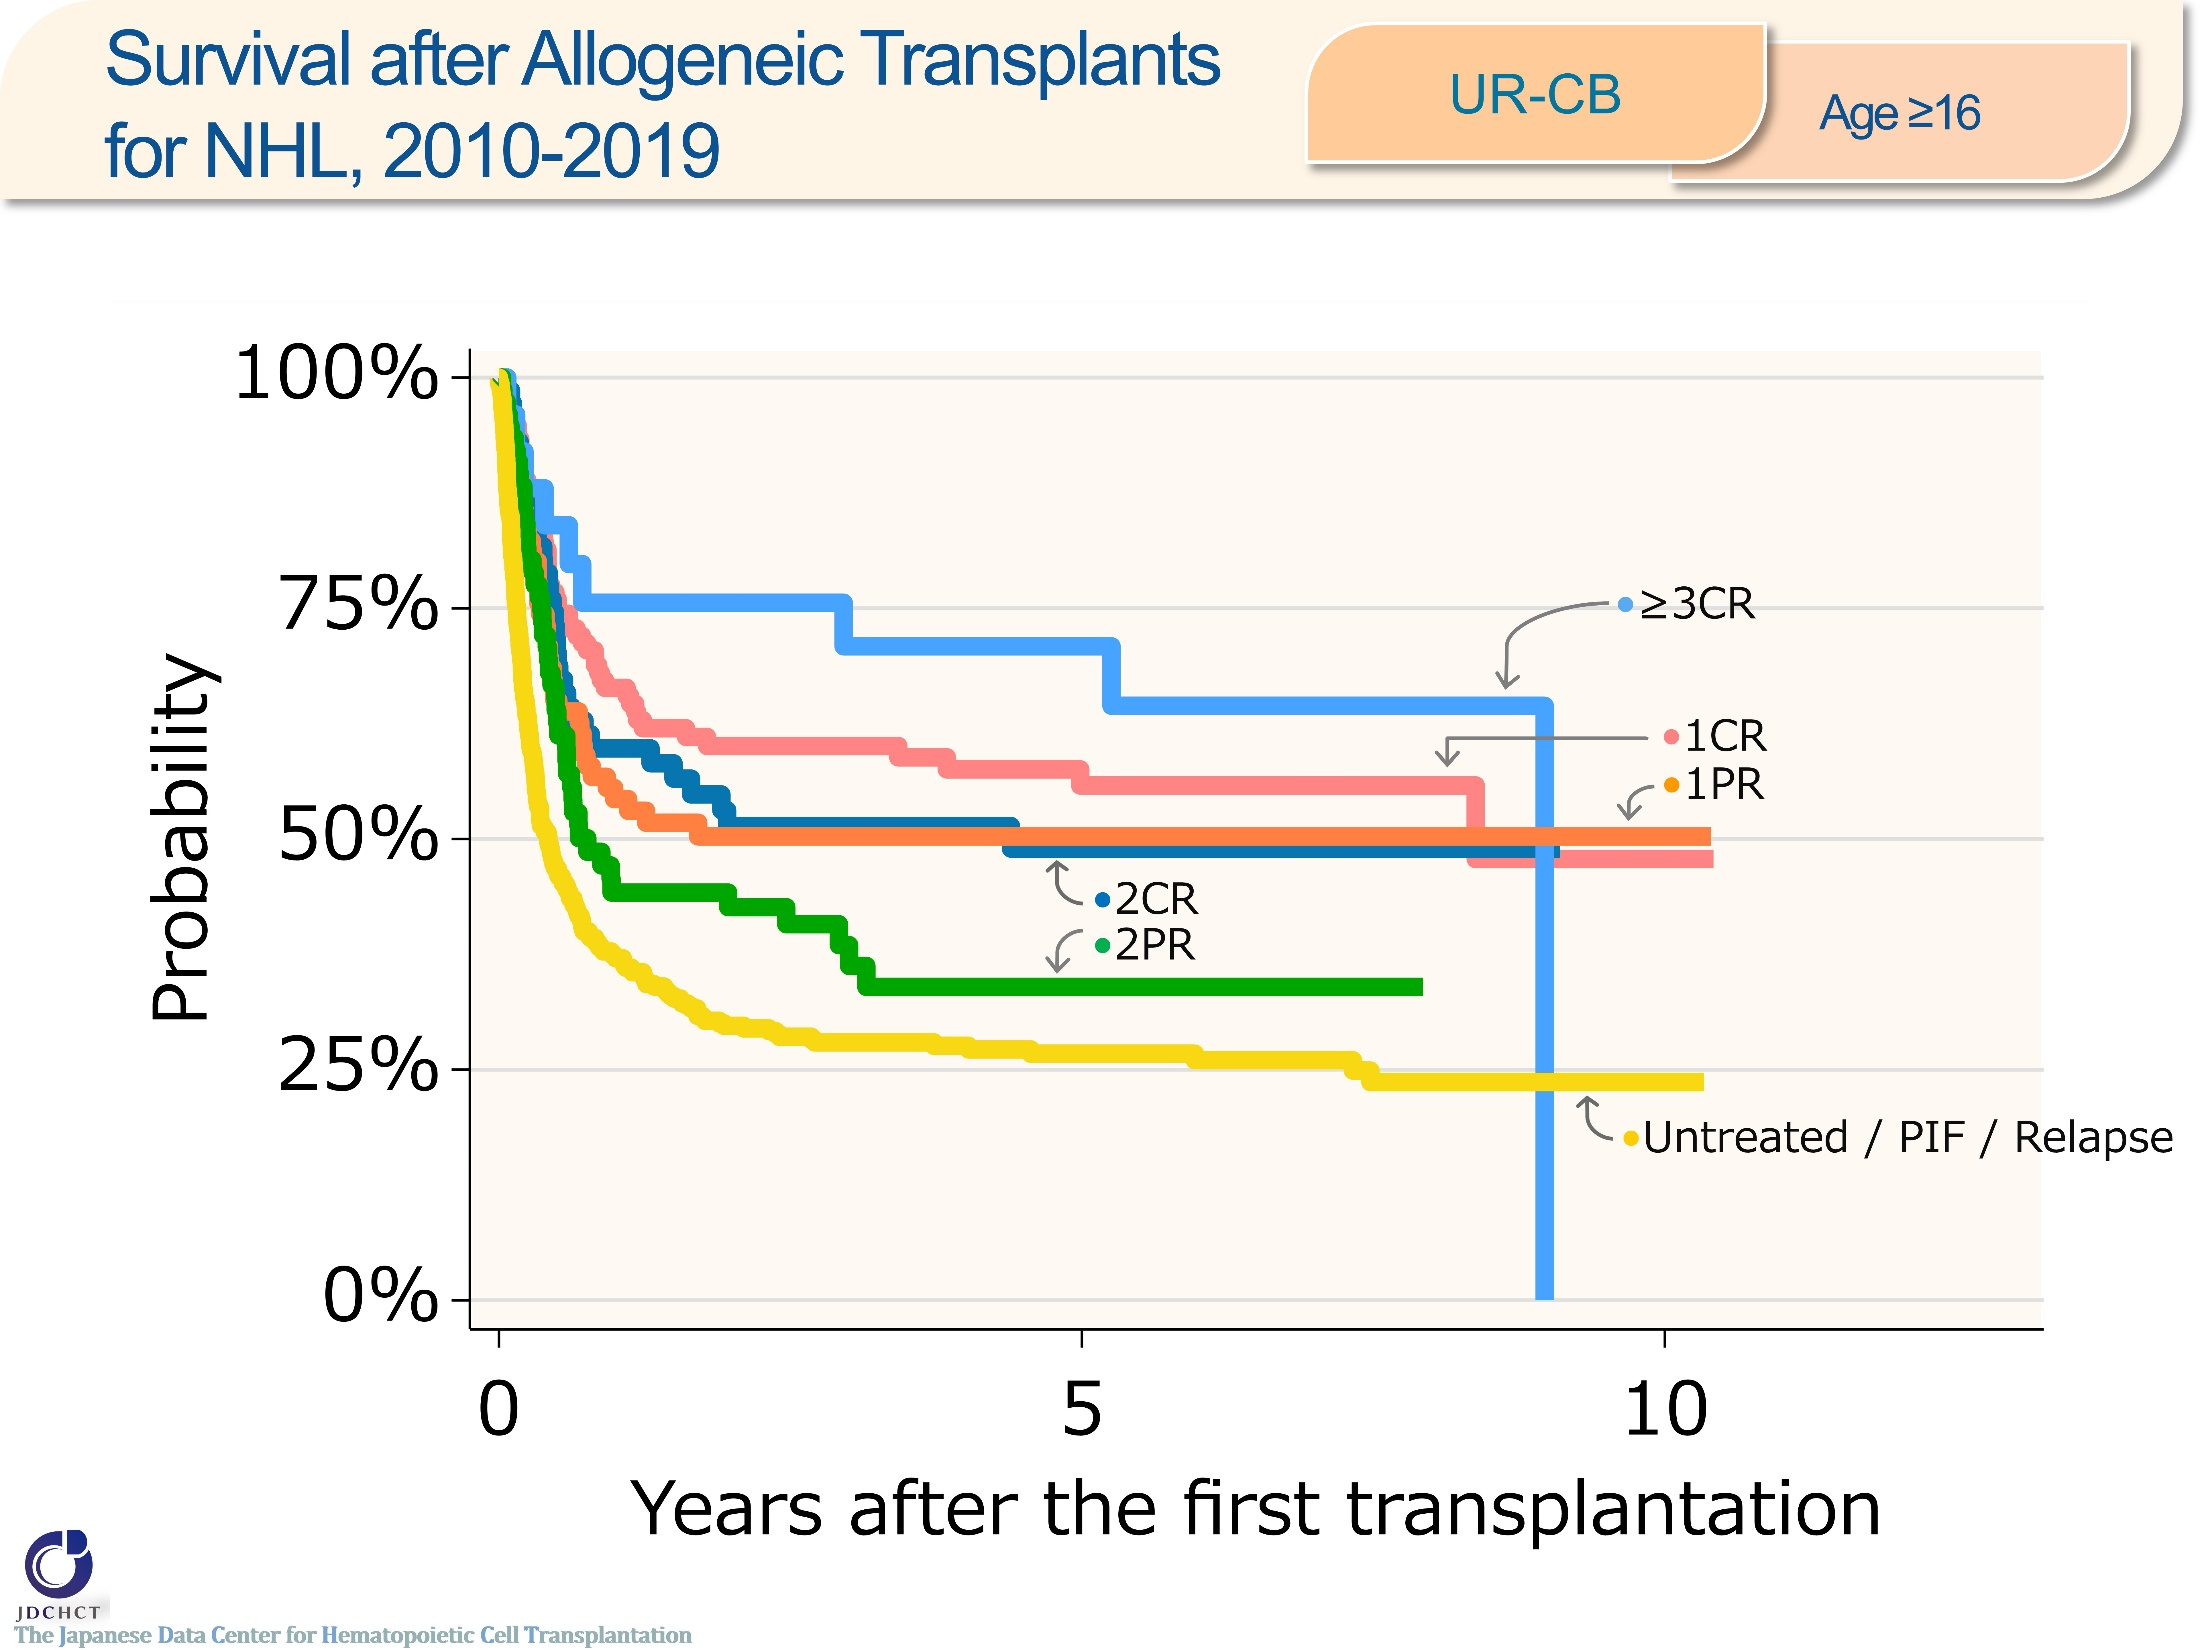 Survival after Allogeneic Transplants
for NHL, 2010-2019
UR-CB
Age ≥16
Probability
100%
75%
50%
25%
0%
≥3CR
1CR
1PR
2CR
2PR
Untreated / PIF / Relapse
0
5
10
Years after the first transplantation
JDCHCT
The Japanese Data Center for Hematopoietic Cell Transplantation